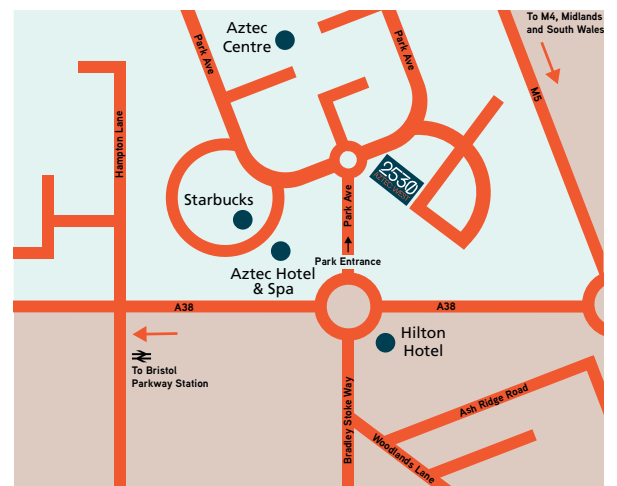 To M4, Midlands
and South Wales
Aztec
Centre
Park Ave
Park Ave
M5
Hampton Lane
2530
AZTEC WEST
Starbucks
Park Ave
Park Entrance
Aztec Hotel
& Spa
A38
A38
Hilton
Hotel
To Bristol
Parkway Station
Bradley Stoke Way
Ash Ridge Road
Woodlands Lane